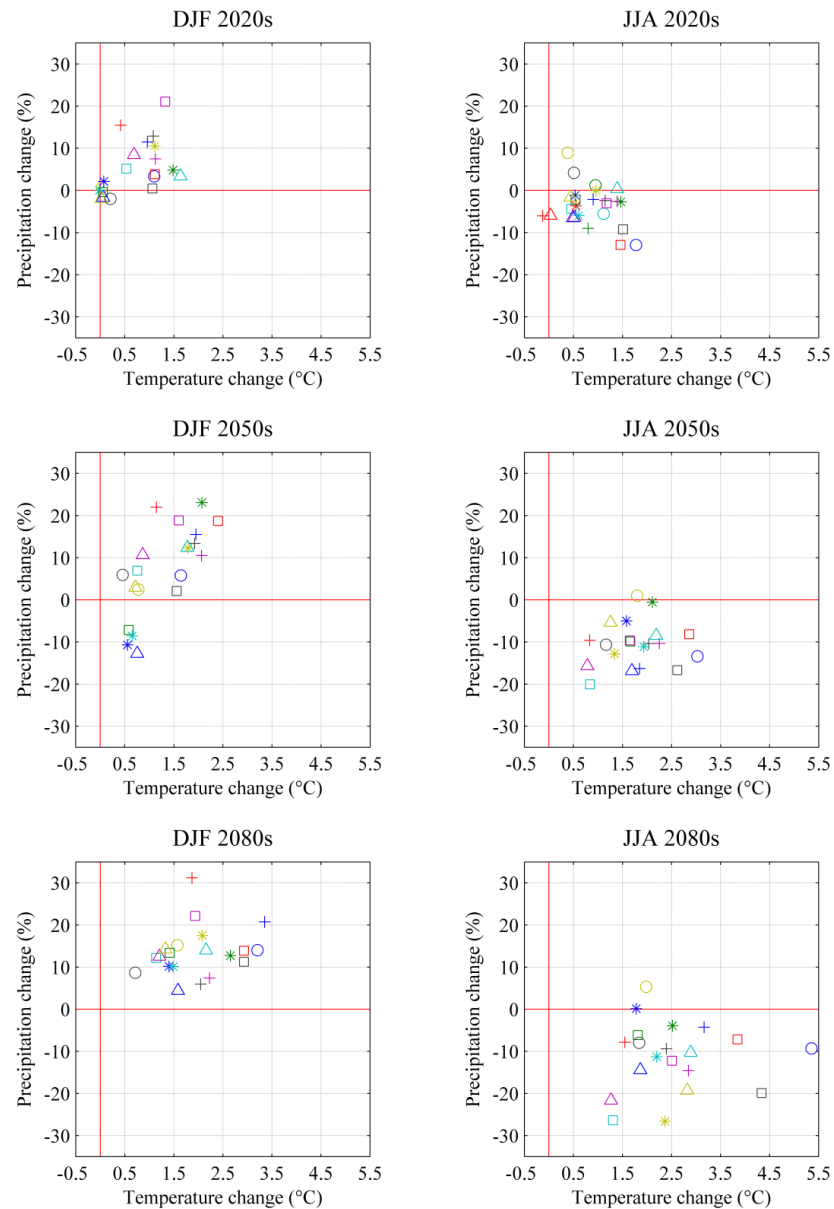 DJF 2020s
JJA 2020s
Precipitation change (%)
30
20
10
0
-10
-20
-30
-0.5 0.5 1.5 2.5 3.5 4.5 5.5
Temperature change (°C)
Precipitation change (%)
30
20
10
0
-10
-20
-30
-0.5 0.5 1.5 2.5 3.5 4.5 5.5
Temperature change (°C)
DJF 2050s
JJA 2050s
Precipitation change (%)
30
20
10
0
-10
-20
-30
-0.5 0.5 1.5 2.5 3.5 4.5 5.5
Temperature change (°C)
Precipitation change (%)
30
20
10
0
-10
-20
-30
-0.5 0.5 1.5 2.5 3.5 4.5 5.5
Temperature change (°C)
DJF 2080s
JJA 2080s
Precipitation change (%)
30
20
10
0
-10
-20
-30
-0.5 0.5 1.5 2.5 3.5 4.5 5.5
Temperature change (°C)
Precipitation change (%)
30
20
10
0
-10
-20
-30
-0.5 0.5 1.5 2.5 3.5 4.5 5.5
Temperature change (°C)